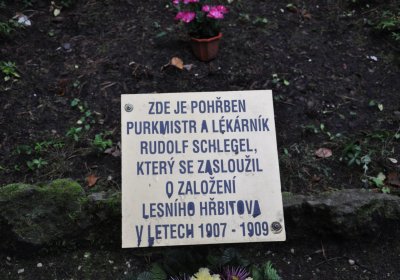 ZDE JE POHŘBEN
PURKMISTR A LÉKÁRNÍK
RUDOLF SCHLEGEL,
KTERÝ SE ZASLOUŽIL
O ZALOŽENÍ
LESNÍHO HŘBITOVA
V LETECH 1907 - 1909